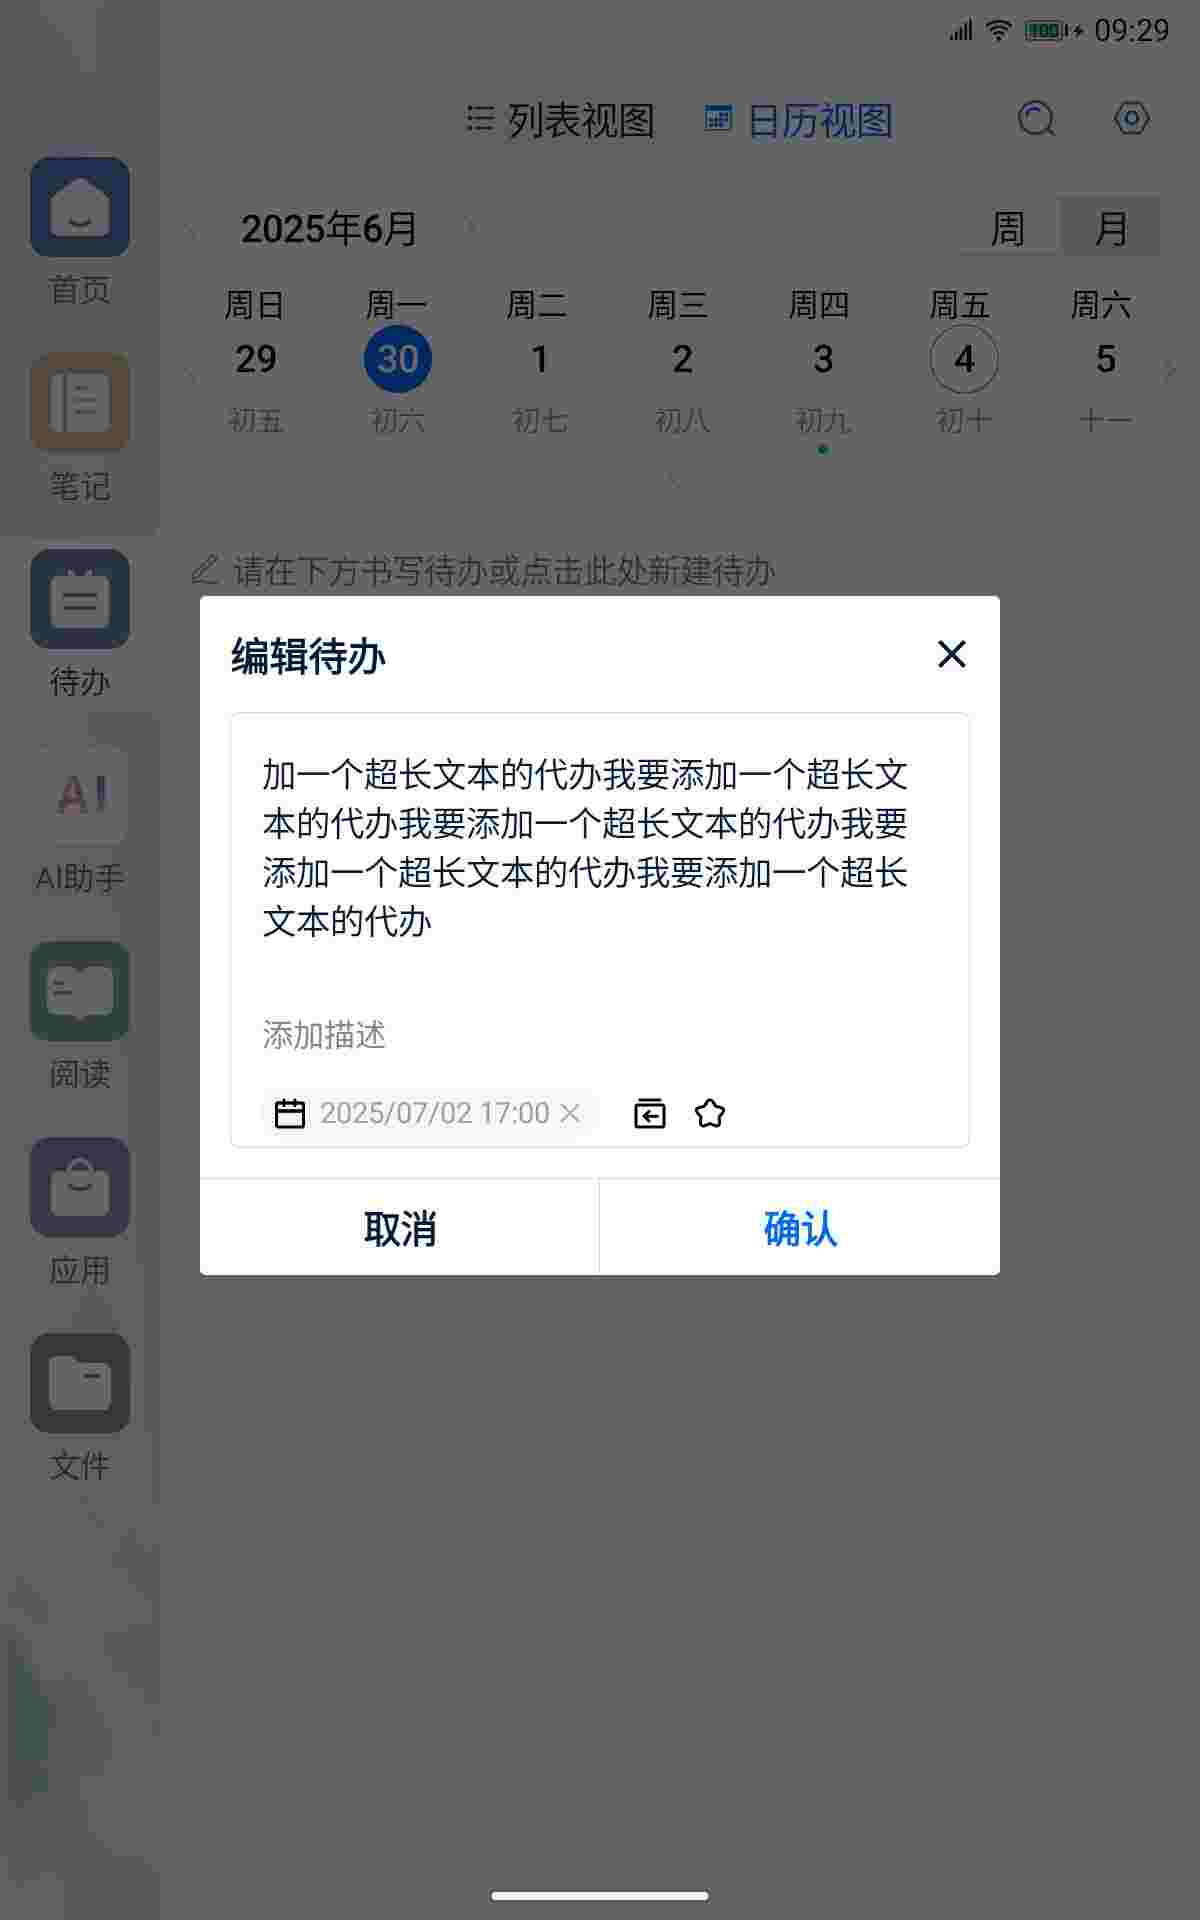 09:29
列表视图 日历视图
2025年6月 周 月
周日 周一 周二 周三 周四 周五 周六
29 30 1 2 3 4 5
初五 初六 初七 初八 初九 初十 十一
请在下方书写待办或点击此处新建待办
首页
笔记
待办
AI
AI助手
阅读
应用
文件
编辑待办
加一个超长文本的代办我要添加一个超长文
本的代办我要添加一个超长文本的代办我要
添加一个超长文本的代办我要添加一个超长
文本的代办
添加描述
2025/07/02 17:00
取消 确认